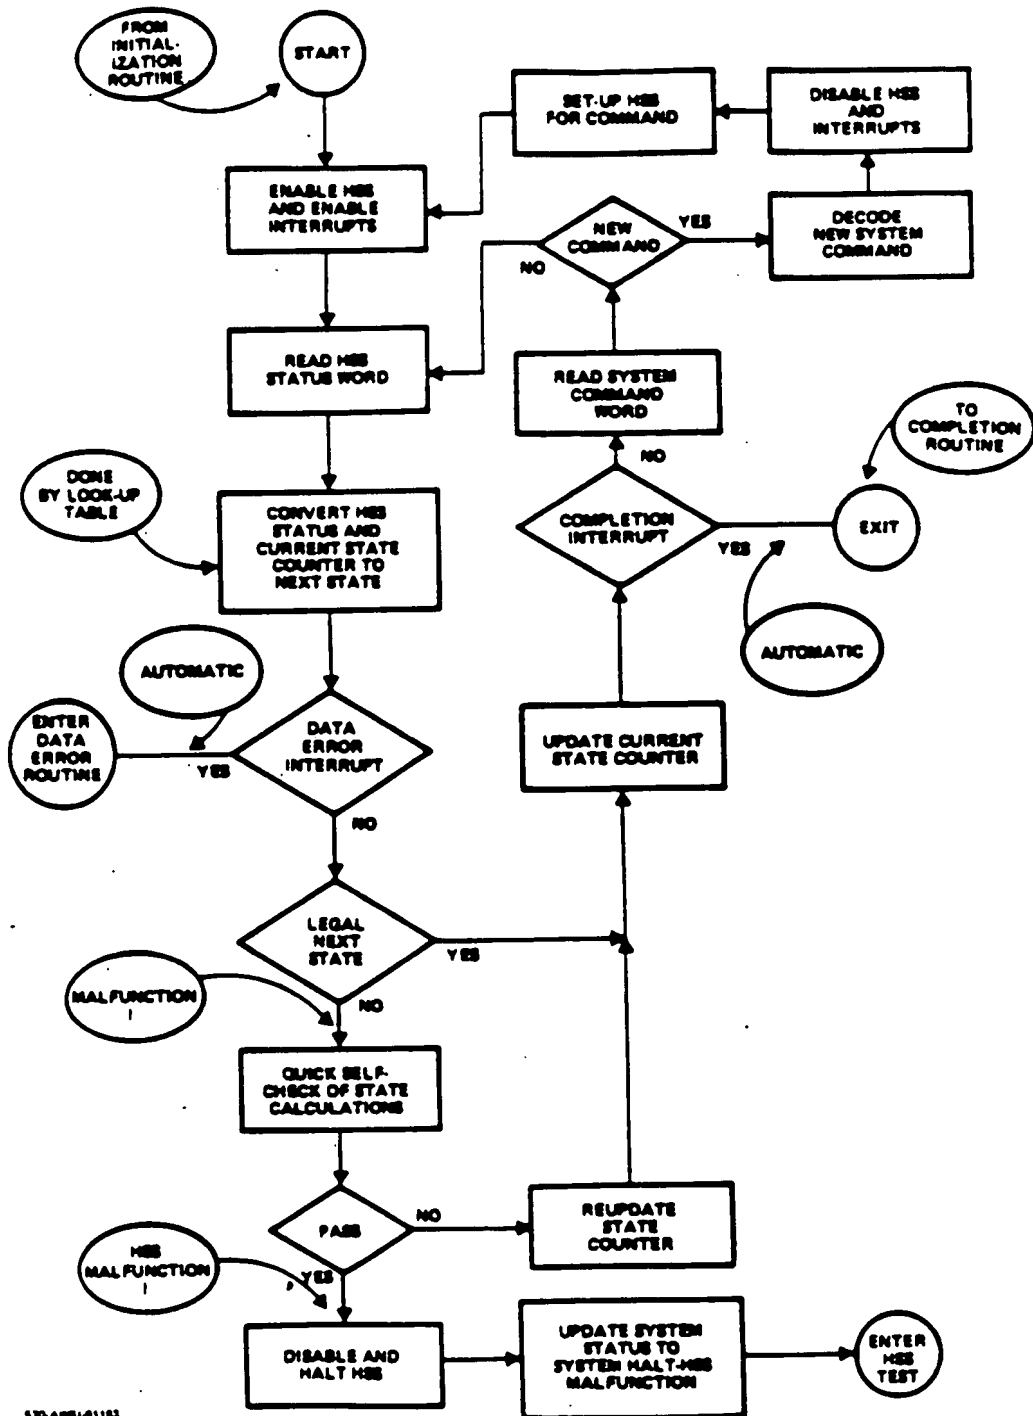 FROM
INITIAL-
IZATION
ROUTINE
START
SET-UP HSS
FOR COMMAND
DISABLE HSS
AND
INTERRUPTS
ENABLE HSS
AND ENABLE
INTERRUPTS
NEW
COMMAND
YES
NO
DECODE
NEW SYSTEM
COMMAND
READ HSS
STATUS WORD
READ SYSTEM
COMMAND
WORD
TO
COMPLETION
ROUTINE
DONE
BY LOOK-UP
TABLE
CONVERT HSS
STATUS AND
CURRENT STATE
COUNTER TO
NEXT STATE
NO
COMPLETION
INTERRUPT
YES
EXIT
AUTOMATIC
AUTOMATIC
ENTER
DATA
ERROR
ROUTINE
YES
DATA
ERROR
INTERRUPT
NO
UPDATE CURRENT
STATE COUNTER
LEGAL
NEXT
STATE
YES
NO
MALFUNCTION
!
QUICK SELF-
CHECK OF STATE
CALCULATIONS
PASS
NO
YES
REUPDATE
STATE
COUNTER
HSS
MALFUNCTION
!
DISABLE AND
HALT HSS
UPDATE SYSTEM
STATUS TO
SYSTEM HALT-HSS
MALFUNCTION
ENTER
HSS
TEST